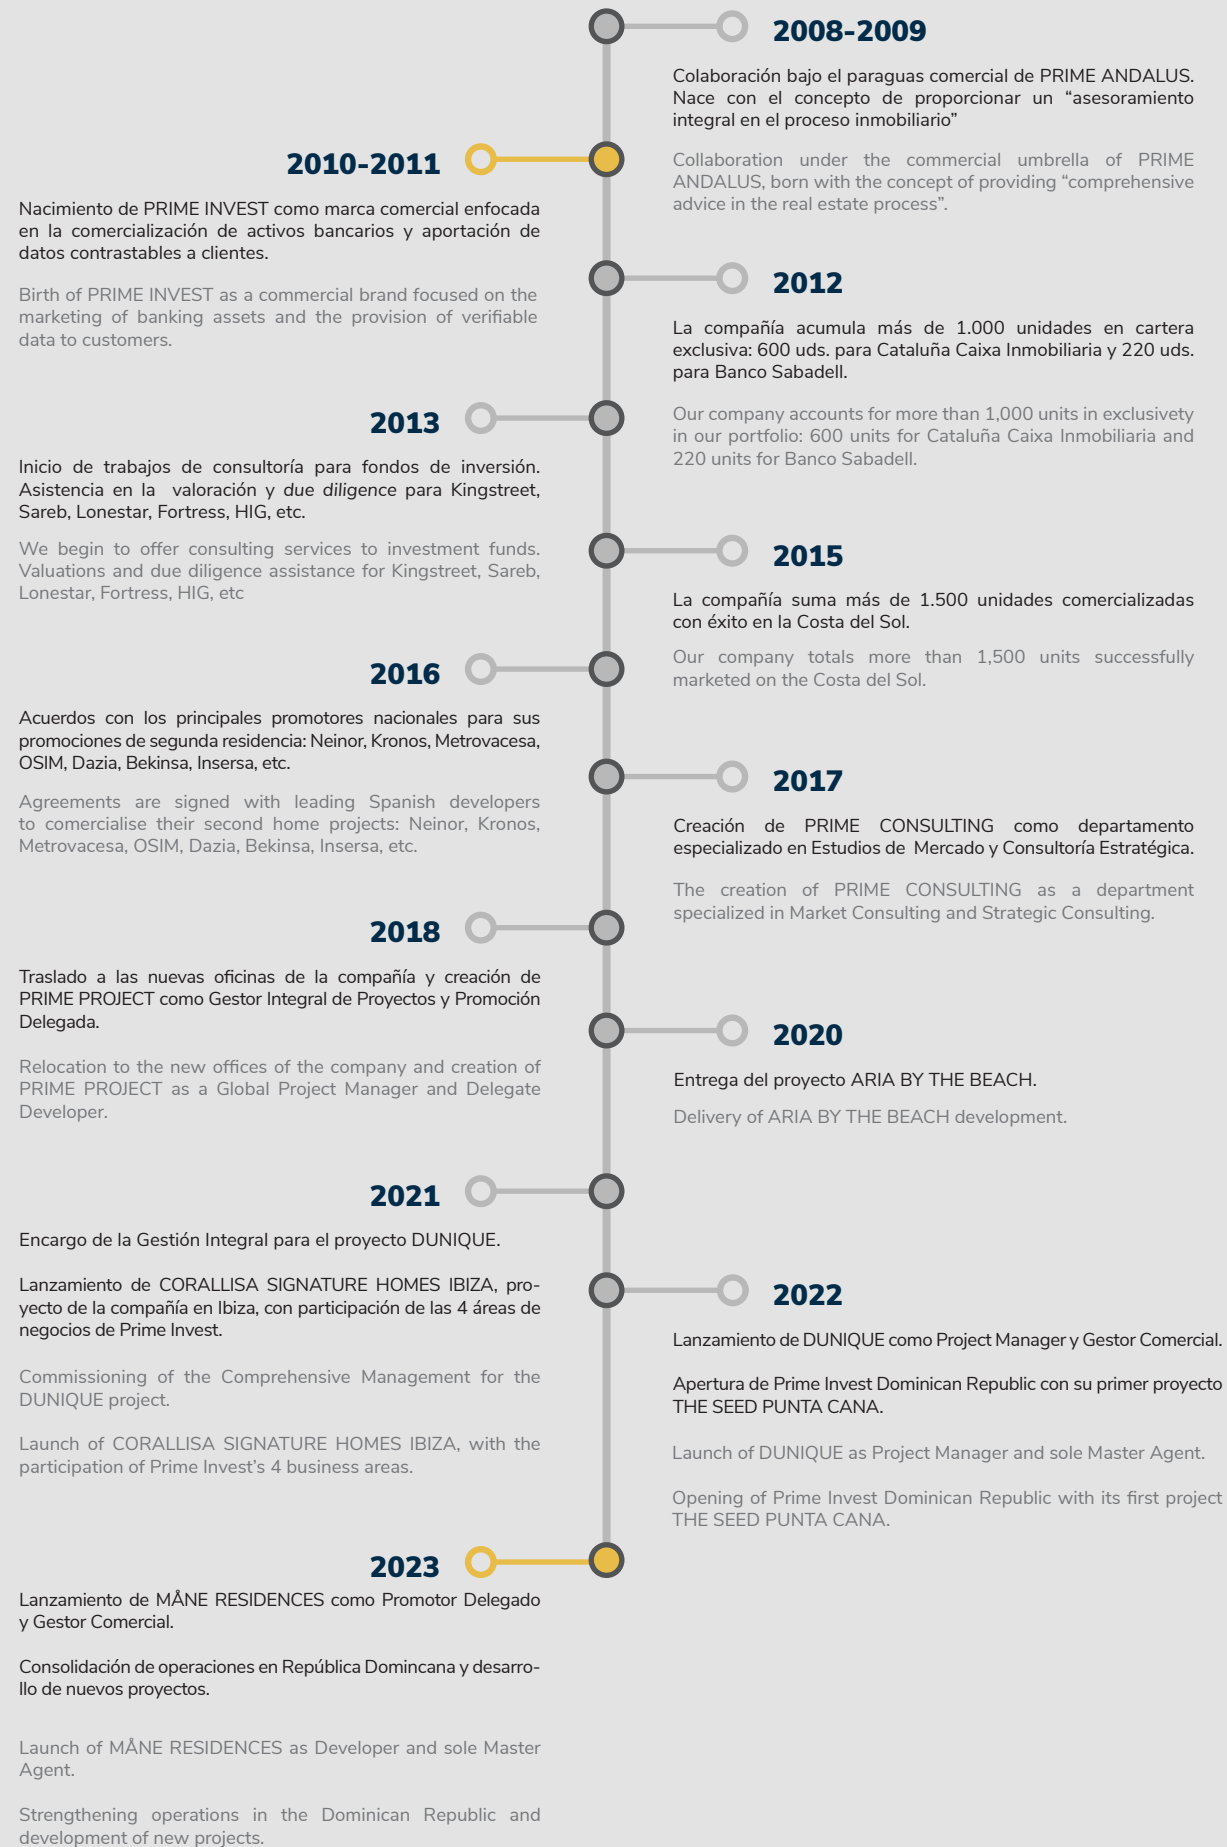 2008-2009
Colaboración bajo el paraguas comercial de PRIME ANDALUS.
Nace con el concepto de proporcionar un “asesoramiento
integral en el proceso inmobiliario”
Collaboration under the commercial umbrella of PRIME
ANDALUS, born with the concept of providing “comprehensive
advice in the real estate process”.
2010-2011
Nacimiento de PRIME INVEST como marca comercial enfocada
en la comercialización de activos bancarios y aportación de
datos contrastables a clientes.
Birth of PRIME INVEST as a commercial brand focused on the
marketing of banking assets and the provision of verifiable
data to customers.
2012
La compañía acumula más de 1.000 unidades en cartera
exclusiva: 600 uds. para Cataluña Caixa Inmobiliaria y 220 uds.
para Banco Sabadell.
Our company accounts for more than 1,000 units in exclusivety
in our portfolio: 600 units for Cataluña Caixa Inmobiliaria and
220 units for Banco Sabadell.
2013
Inicio de trabajos de consultoría para fondos de inversión.
Asistencia en la valoración y due diligence para Kingstreet,
Sareb, Lonestar, Fortress, HIG, etc.
We begin to offer consulting services to investment funds.
Valuations and due diligence assistance for Kingstreet, Sareb,
Lonestar, Fortress, HIG, etc
2015
La compañía suma más de 1.500 unidades comercializadas
con éxito en la Costa del Sol.
Our company totals more than 1,500 units successfully
marketed on the Costa del Sol.
2016
Acuerdos con los principales promotores nacionales para sus
promociones de segunda residencia: Neinor, Kronos, Metrovacesa,
OSIM, Dazia, Bekinsa, Insersa, etc.
Agreements are signed with leading Spanish developers
to comercialise their second home projects: Neinor, Kronos,
Metrovacesa, OSIM, Dazia, Bekinsa, Insersa, etc.
2017
Creación de PRIME CONSULTING como departamento
especializado en Estudios de Mercado y Consultoría Estratégica.
The creation of PRIME CONSULTING as a department
specialized in Market Consulting and Strategic Consulting.
2018
Traslado a las nuevas oficinas de la compañía y creación de
PRIME PROJECT como Gestor Integral de Proyectos y Promoción
Delegada.
Relocation to the new offices of the company and creation of
PRIME PROJECT as a Global Project Manager and Delegate
Developer.
2020
Entrega del proyecto ARIA BY THE BEACH.
Delivery of ARIA BY THE BEACH development.
2021
Encargo de la Gestión Integral para el proyecto DUNIQUE.
Lanzamiento de CORALLISA SIGNATURE HOMES IBIZA, pro-
yecto de la compañía en Ibiza, con participación de las 4 áreas de
negocios de Prime Invest.
Commissioning of the Comprehensive Management for the
DUNIQUE project.
Launch of CORALLISA SIGNATURE HOMES IBIZA, with the
participation of Prime Invest’s 4 business areas.
2022
Lanzamiento de DUNIQUE como Project Manager y Gestor Comercial.
Apertura de Prime Invest Dominican Republic con su primer proyecto
THE SEED PUNTA CANA.
Launch of DUNIQUE as Project Manager and sole Master Agent.
Opening of Prime Invest Dominican Republic with its first project
THE SEED PUNTA CANA.
2023
Lanzamiento de MÅNE RESIDENCES como Promotor Delegado
y Gestor Comercial.
Consolidación de operaciones en República Domincana y desarro-
llo de nuevos proyectos.
Launch of MÅNE RESIDENCES as Developer and sole Master
Agent.
Strengthening operations in the Dominican Republic and
development of new projects.